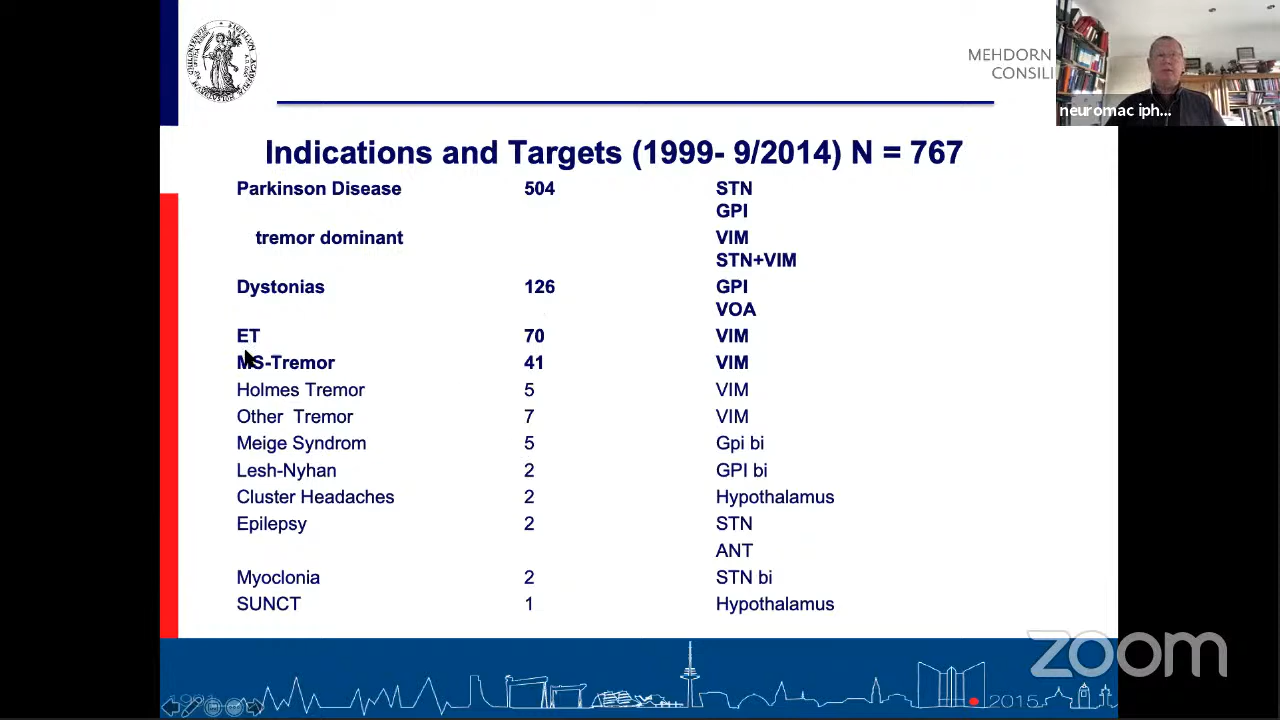 MEHDORN
CONSILI
neuromac iph...
Indications and Targets (1999- 9/2014) N = 767
Parkinson Disease 504 STN
GPI
tremor dominant VIM
STN+VIM
Dystonias 126 GPI
VOA
ET 70 VIM
MS-Tremor 41 VIM
Holmes Tremor 5 VIM
Other Tremor 7 VIM
Meige Syndrom 5 Gpi bi
Lesh-Nyhan 2 GPI bi
Cluster Headaches 2 Hypothalamus
Epilepsy 2 STN
ANT
Myoclonia 2 STN bi
SUNCT 1 Hypothalamus
zoom
1991 2015